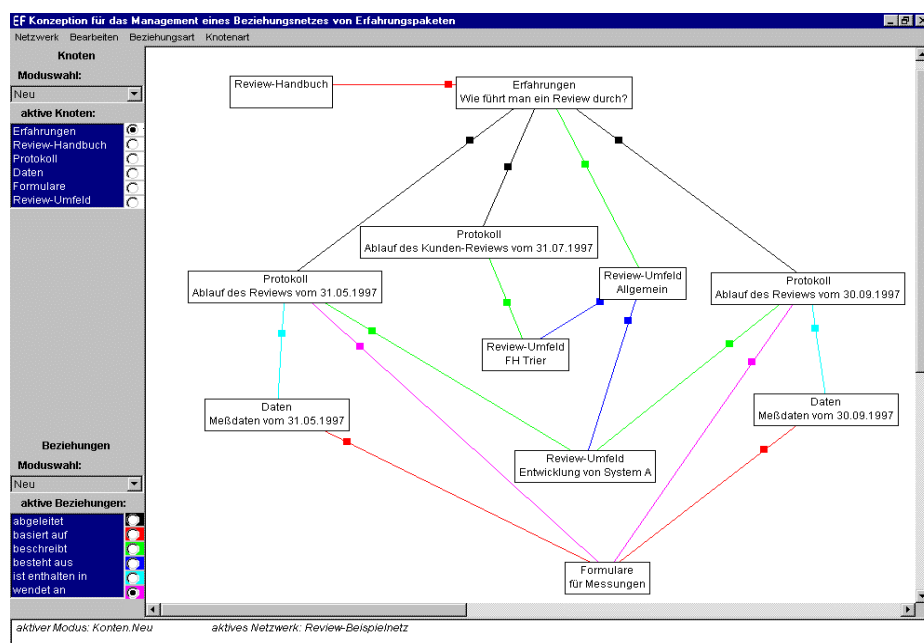 EF Konzeption für das Management eines Beziehungsnetzes von Erfahrungspaketen
Netzwerk Bearbeiten Beziehungsart Knotenart
Knoten
Moduswahl:
Neu
aktive Knoten:
Erfahrungen
Review-Handbuch
Protokoll
Daten
Formulare
Review-Umfeld
Beziehungen
Moduswahl:
Neu
aktive Beziehungen:
abgeleitet
basiert auf
beschreibt
besteht aus
ist enthalten in
wendet an
Review-Handbuch
Erfahrungen
Wie führt man ein Review durch?
Protokoll
Ablauf des Kunden-Reviews vom 31.07.1997
Protokoll
Ablauf des Reviews vom 31.05.1997
Review-Umfeld
Allgemein
Protokoll
Ablauf des Reviews vom 30.09.1997
Review-Umfeld
FH Trier
Daten
Meßdaten vom 31.05.1997
Daten
Meßdaten vom 30.09.1997
Review-Umfeld
Entwicklung von System A
Formulare
für Messungen
aktiver Modus: Konten.Neu aktives Netzwerk: Review-Beispielnetz